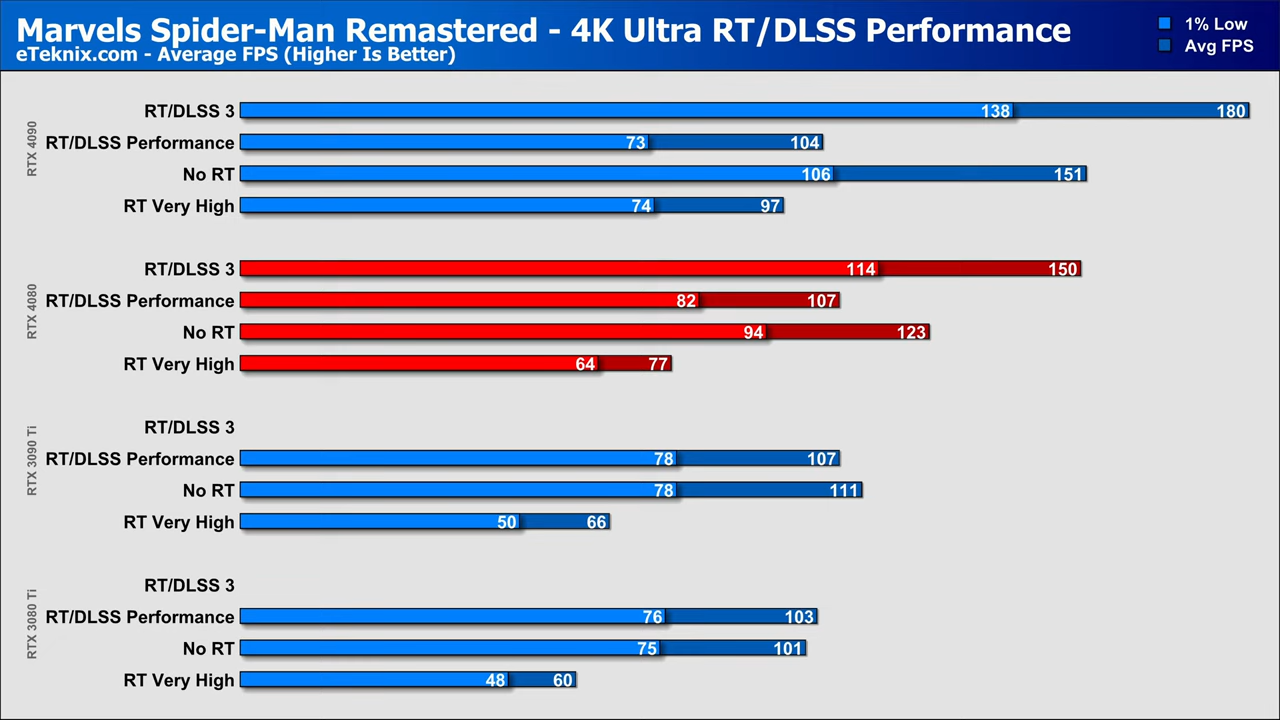 Marvels Spider-Man Remastered - 4K Ultra RT/DLSS Performance
eTeknix.com - Average FPS (Higher Is Better)
1% Low
Avg FPS
RTX 4090
RT/DLSS 3 138 180
RT/DLSS Performance 73 104
No RT 106 151
RT Very High 74 97
RTX 4080
RT/DLSS 3 114 150
RT/DLSS Performance 82 107
No RT 94 123
RT Very High 64 77
RTX 3090 Ti
RT/DLSS 3
RT/DLSS Performance 78 107
No RT 78 111
RT Very High 50 66
RTX 3080 Ti
RT/DLSS 3
RT/DLSS Performance 76 103
No RT 75 101
RT Very High 48 60